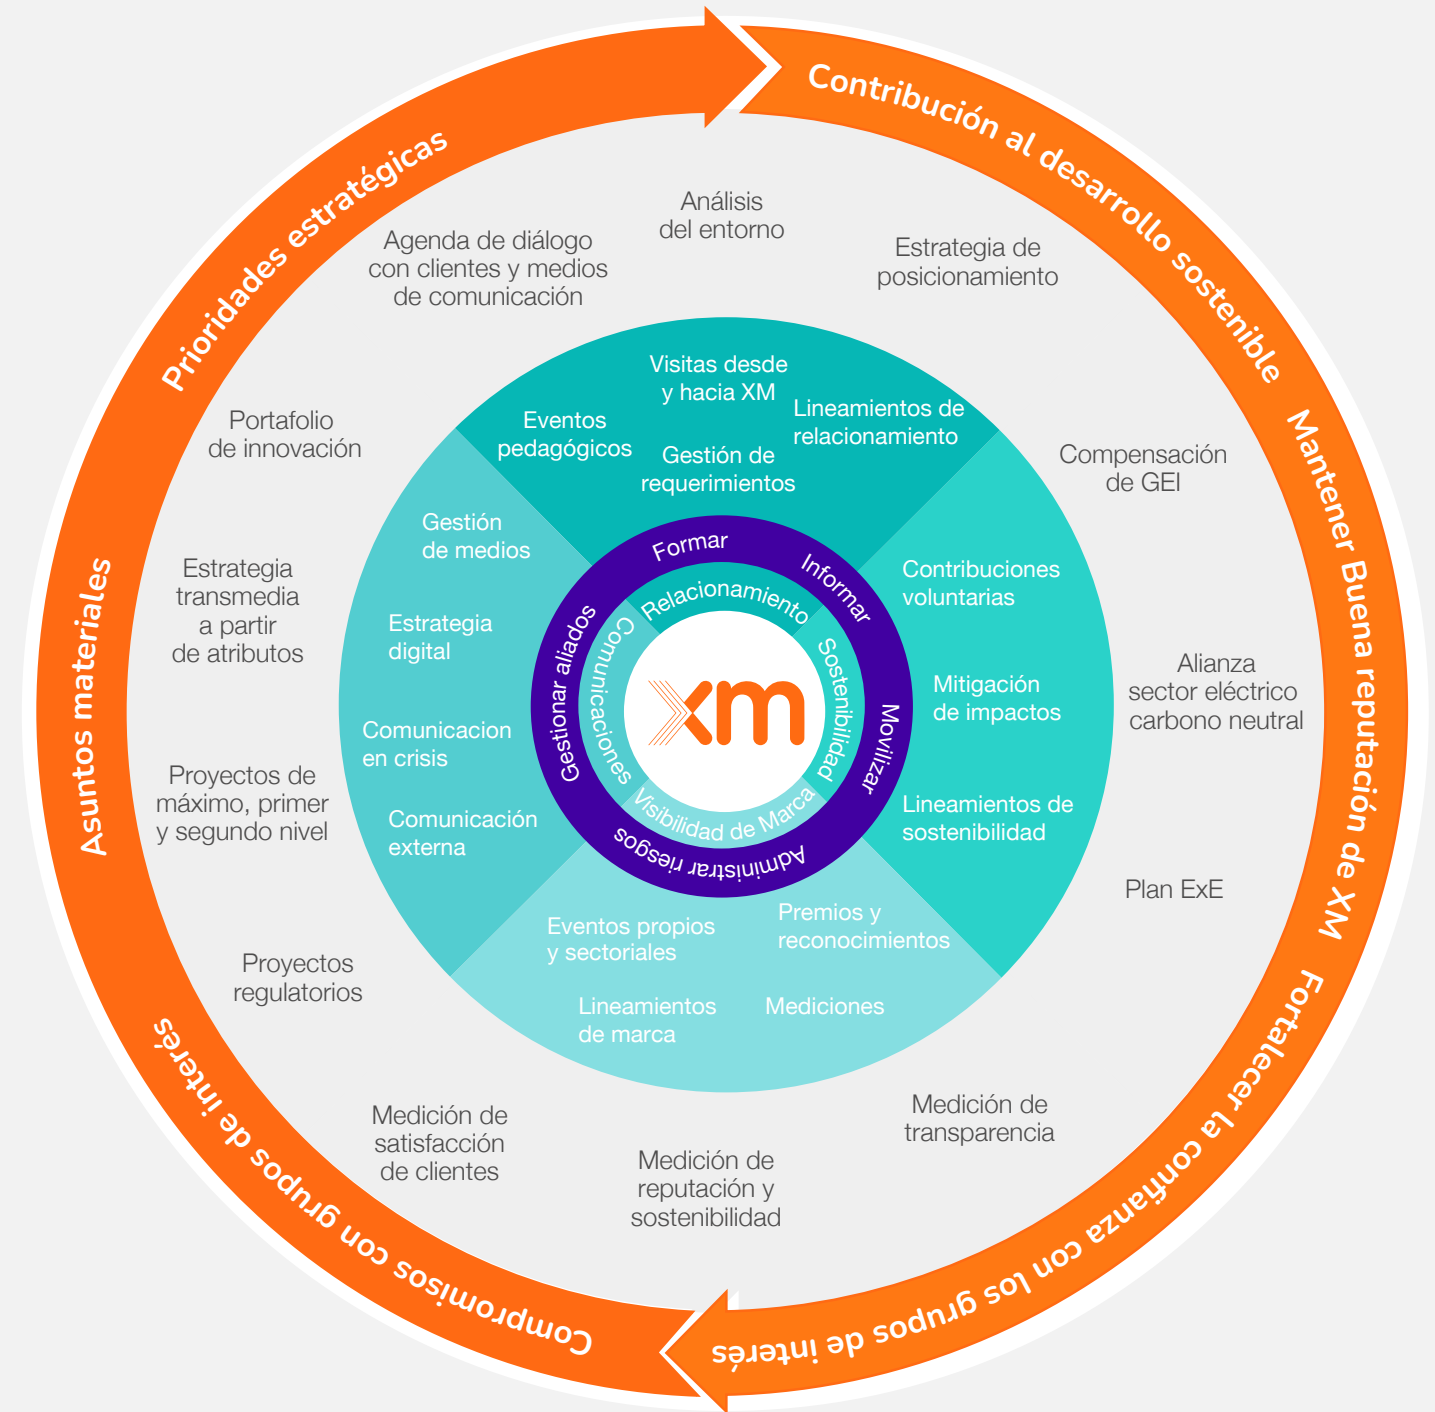 Prioridades estratégicas
Contribución al desarrollo sostenible
Mantener Buena reputación de XM
Fortalecer la confianza con los grupos de interés
Compromisos con grupos de interés
Asuntos materiales
Análisis
del entorno
Estrategia de
posicionamiento
Compensación
de GEI
Alianza
sector eléctrico
carbono neutral
Plan ExE
Medición de
transparencia
Medición de
reputación y
sostenibilidad
Medición de
satisfacción
de clientes
Proyectos
regulatorios
Proyectos de
máximo, primer
y segundo nivel
Estrategia
transmedia
a partir
de atributos
Portafolio
de innovación
Agenda de diálogo
con clientes y medios
de comunicación
Visitas desde
y hacia XM
Lineamientos de
relacionamiento
Eventos
pedagógicos
Gestión de
requerimientos
Contribuciones
voluntarias
Mitigación
de impactos
Lineamientos de
sostenibilidad
Premios y
reconocimientos
Eventos propios
y sectoriales
Lineamientos
de marca
Mediciones
Gestión
de medios
Estrategia
digital
Comunicacion
en crisis
Comunicación
externa
Formar
Informar
Movilizar
Administrar riesgos
Gestionar aliados
Relacionamiento
Sostenibilidad
Visibilidad de Marca
Comunicaciones
xm